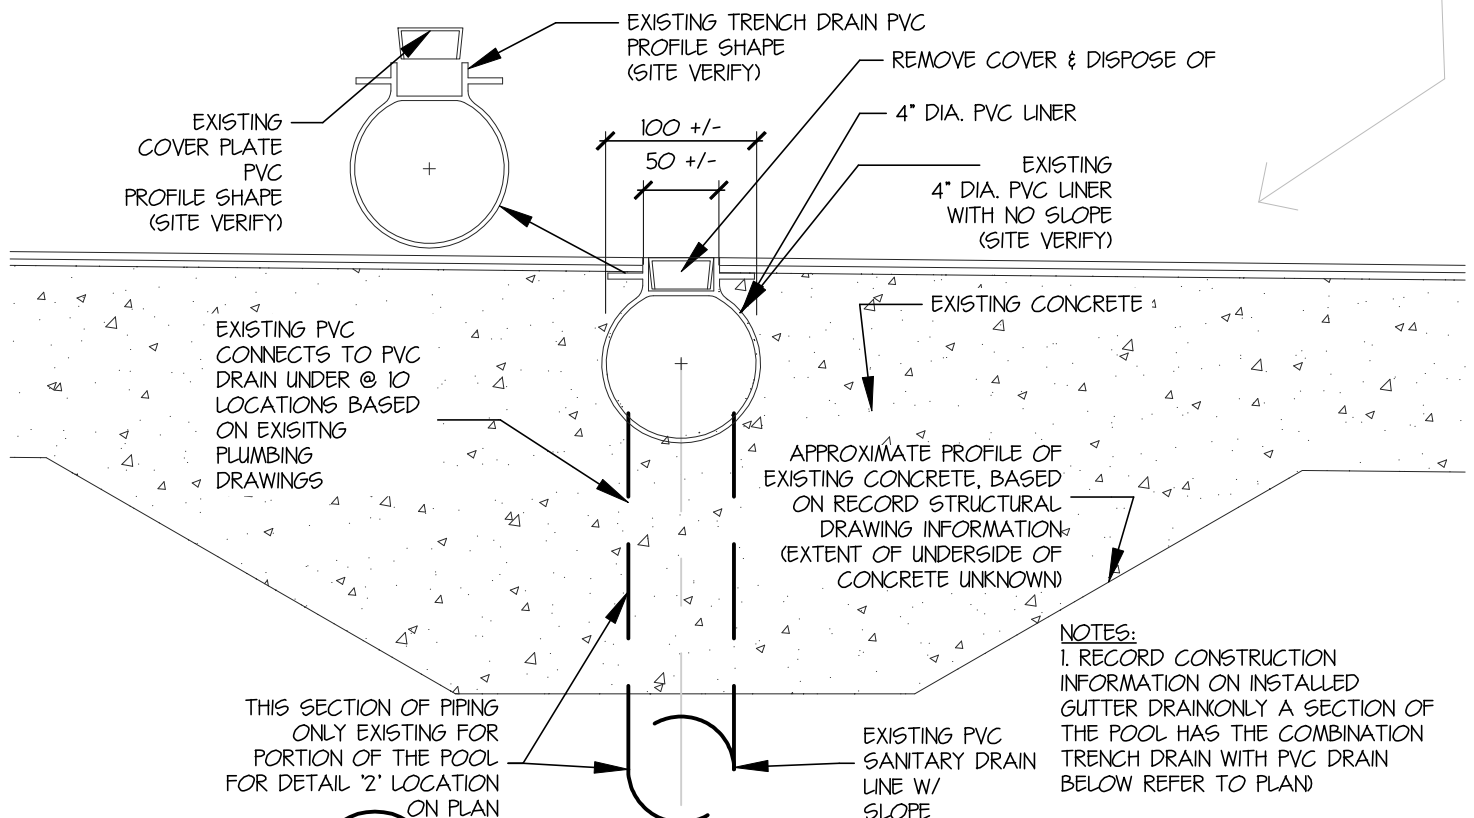 EXISTING TRENCH DRAIN PVC
PROFILE SHAPE
(SITE VERIFY)
REMOVE COVER & DISPOSE OF
4" DIA. PVC LINER
EXISTING
COVER PLATE
PVC
PROFILE SHAPE
(SITE VERIFY)
100 +/-
50 +/-
EXISTING
4" DIA. PVC LINER
WITH NO SLOPE
(SITE VERIFY)
EXISTING CONCRETE
EXISTING PVC
CONNECTS TO PVC
DRAIN UNDER @ 10
LOCATIONS BASED
ON EXISITNG
PLUMBING
DRAWINGS
APPROXIMATE PROFILE OF
EXISTING CONCRETE, BASED
ON RECORD STRUCTURAL
DRAWING INFORMATION
(EXTENT OF UNDERSIDE OF
CONCRETE UNKNOWN)
NOTES:
1. RECORD CONSTRUCTION
INFORMATION ON INSTALLED
GUTTER DRAIN(ONLY A SECTION OF
THE POOL HAS THE COMBINATION
TRENCH DRAIN WITH PVC DRAIN
BELOW REFER TO PLAN)
THIS SECTION OF PIPING
ONLY EXISTING FOR
PORTION OF THE POOL
FOR DETAIL '2' LOCATION
ON PLAN
EXISTING PVC
SANITARY DRAIN
LINE W/
SLOPE